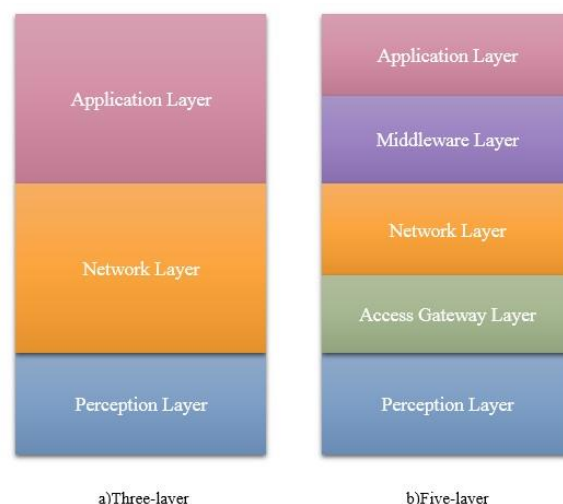 Application Layer
Network Layer
Perception Layer
a)Three-layer
Application Layer
Middleware Layer
Network Layer
Access Gateway Layer
Perception Layer
b)Five-layer